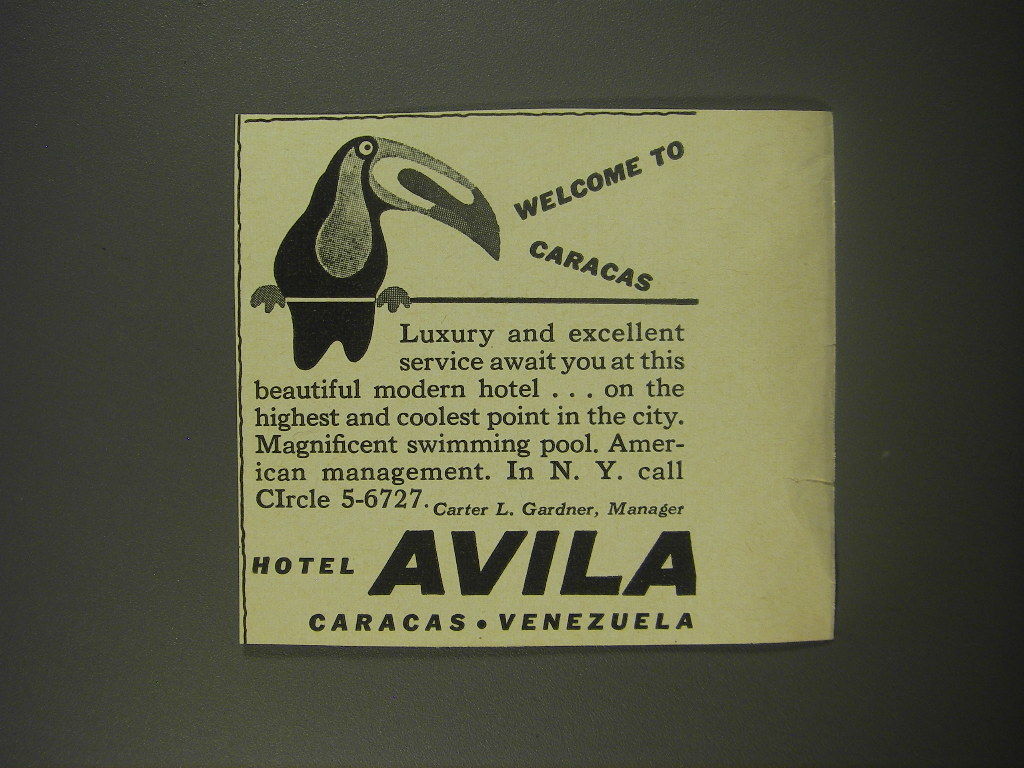 WELCOME TO
CARACAS
Luxury and excellent
service await you at this
beautiful modern hotel . . . on the
highest and coolest point in the city.
Magnificent swimming pool. Amer-
ican management. In N. Y. call
CIrcle 5-6727. Carter L. Gardner, Manager
HOTEL AVILA
CARACAS • VENEZUELA